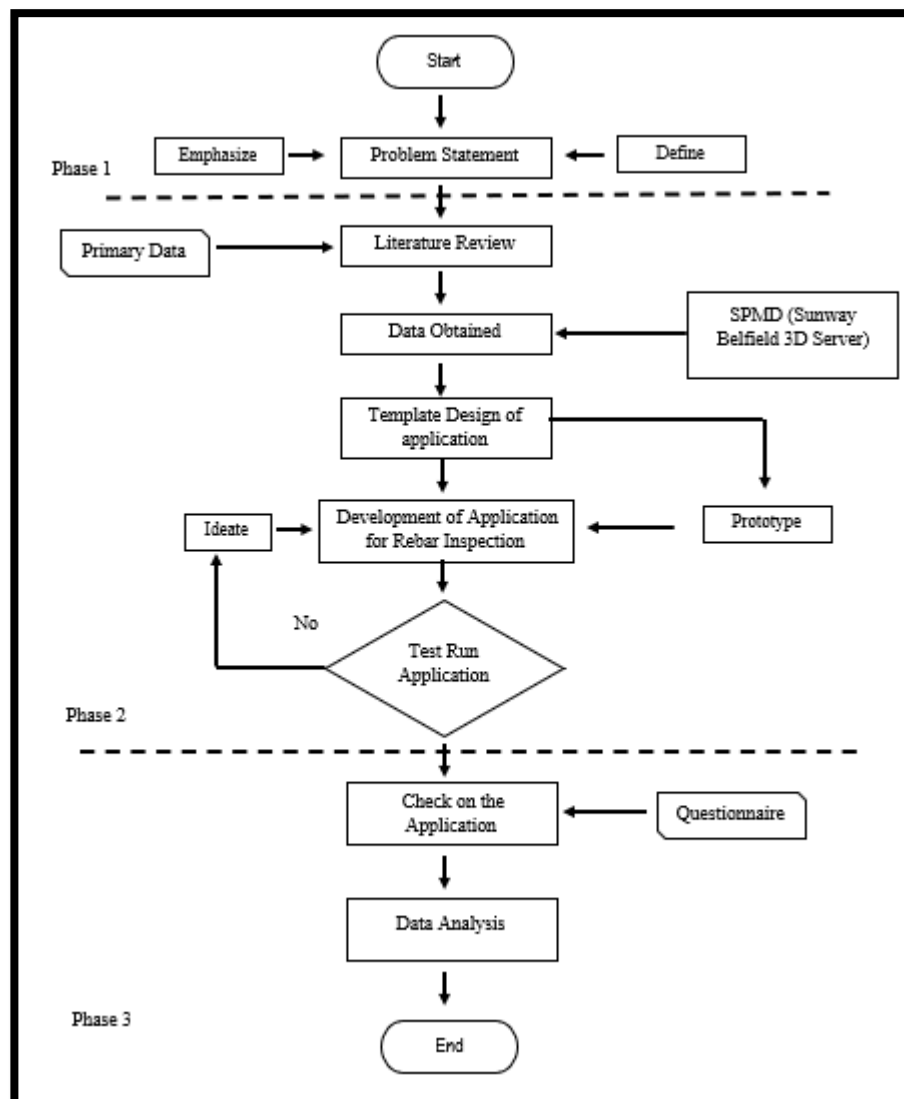 Start
Emphasize
Problem Statement
Define
Phase 1
Primary Data
Literature Review
Data Obtained
SPMD (Sunway
Belfield 3D Server)
Template Design of
application
Ideate
Development of Application
for Rebar Inspection
Prototype
No
Test Run
Application
Phase 2
Check on the
Application
Questionnaire
Data Analysis
Phase 3
End